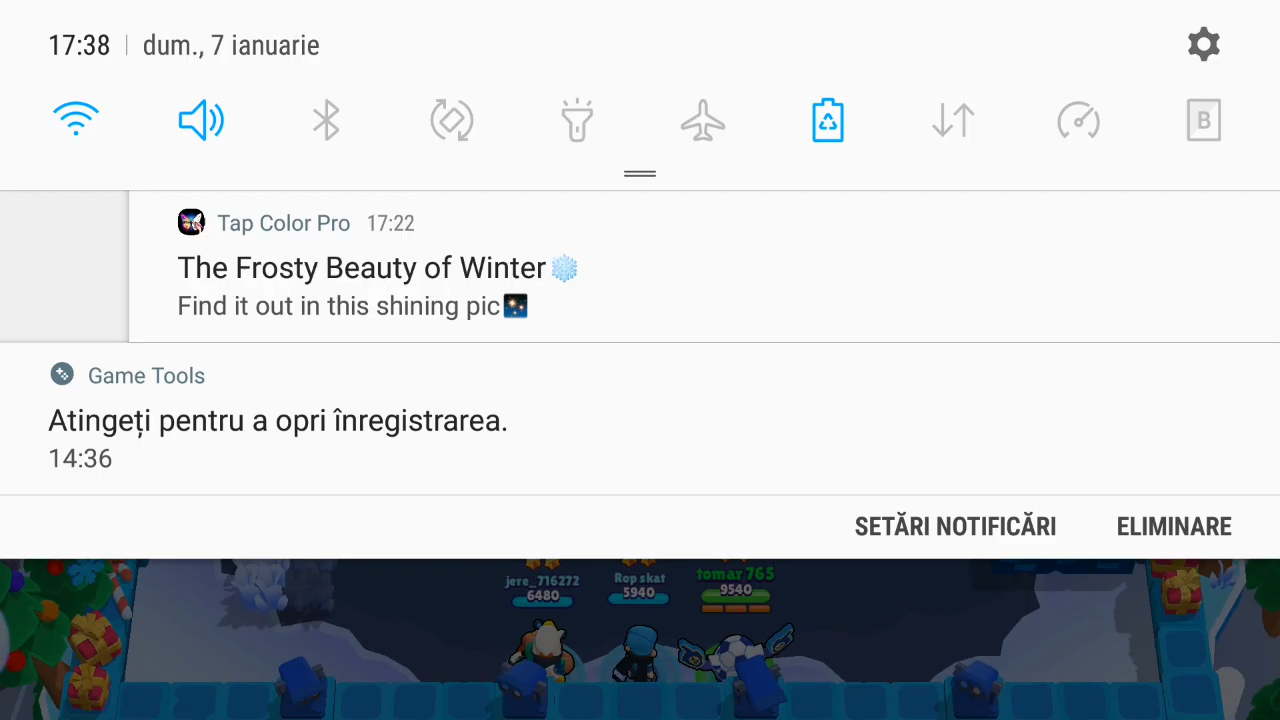 17:38 | dum., 7 ianuarie
B
Tap Color Pro 17:22
The Frosty Beauty of Winter❄️
Find it out in this shining pic🎇
Game Tools
Atingeți pentru a opri înregistrarea.
14:36
SETĂRI NOTIFICĂRI ELIMINARE
jere_716272 Rop skat tomar 765
6480 5940 9540